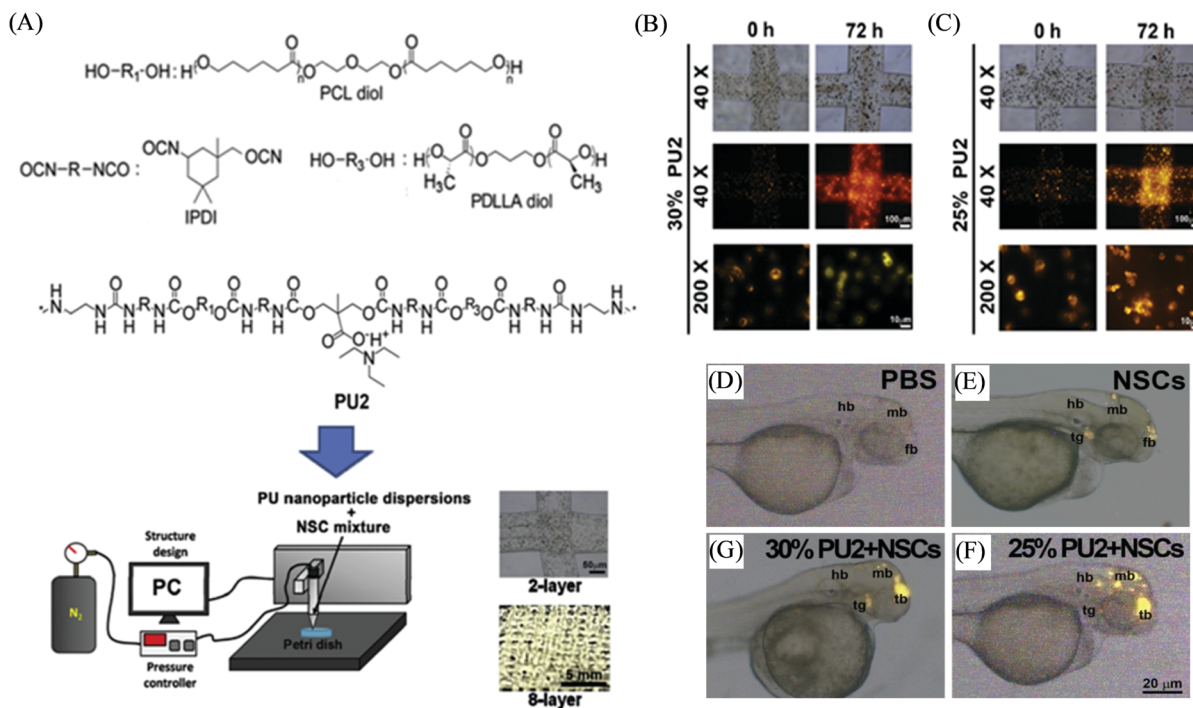 (A)
HO-R₁-OH:
H(O
O
)n
O
O
O
(
O
O)n
H
PCL diol
OCN-R-NCO :
OCN
OCN
IPDI
HO-R₃-OH :
H(O
O
)n
H₃C
O
O
(
O
O)n
H
CH₃
PDLLA diol
H
N
N
H
O
N
H
R
N
H
O
O
R₁
O
O
N
H
R
N
H
O
O
O
O⁻H⁺
N
O
O
N
H
R
N
H
O
O
R₃
O
O
N
H
R
N
H
O
N
H
H
N
PU2
PU nanoparticle dispersions
+
NSC mixture
Structure
design
PC
N₂
Pressure
controller
Petri dish
50µm
2-layer
5 mm
8-layer
(B)
0 h
72 h
30% PU2
40 X
40 X
100µm
200 X
10µm
(C)
0 h
72 h
25% PU2
40 X
40 X
100µ
200 X
10µ
(D)
PBS
hb
mb
fb
(E)
NSCs
hb
mb
tg
fb
(G)
30% PU2+NSCs
hb
mb
tg
tb
(F)
25% PU2+NSCs
hb
mb
tg
tb
20 µm